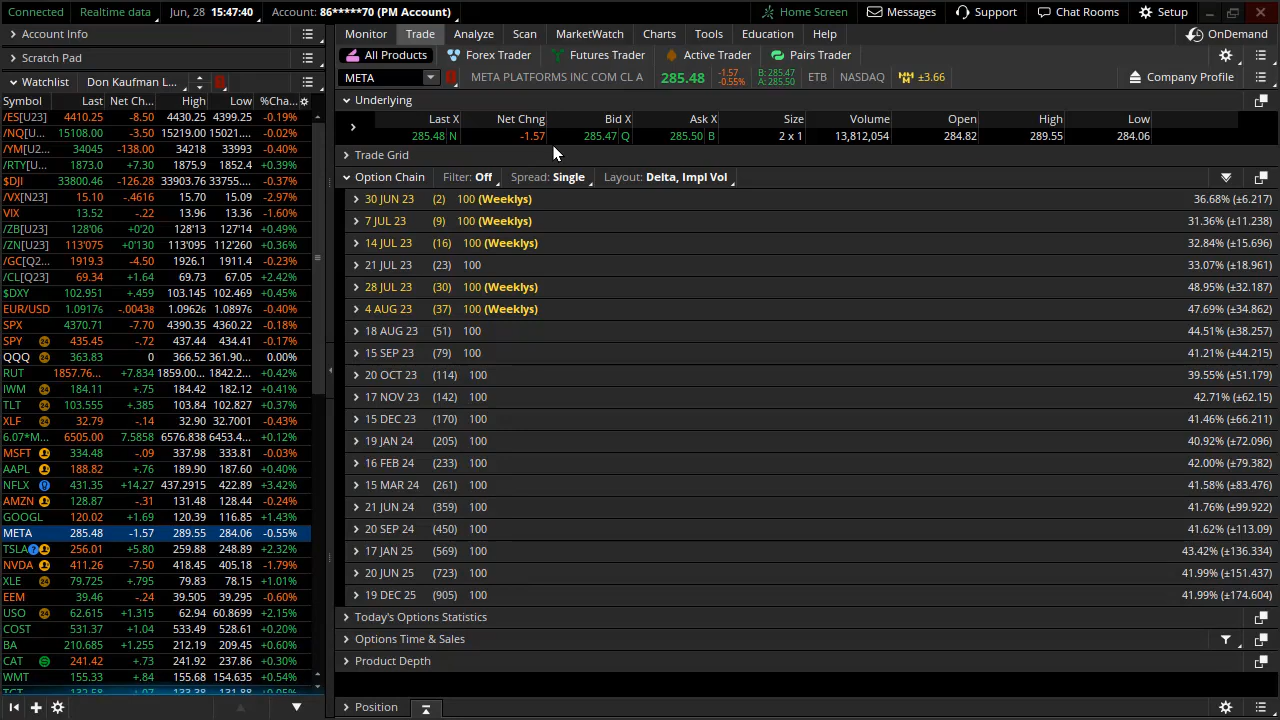 Connected Realtime data Jun, 28 15:47:40 Account: 86*****70 (PM Account) Home Screen Messages Support Chat Rooms Setup
Account Info
Scratch Pad
Watchlist Don Kaufman L...
Symbol Last Net Ch... High Low %Cha...
/ES[U23] 4410.25 -8.50 4430.25 4399.25 -0.19%
/NQ[U... 15108.00 -3.50 15219.00 15021.... -0.02%
/YM[U2... 34045 -138.00 34218 33993 -0.40%
/RTY[U... 1873.0 +7.30 1875.9 1852.4 +0.39%
$DJI 33800.46 -126.28 33903.76 33755.... -0.37%
/VX[N23] 15.10 -.4616 15.70 15.09 -2.97%
VIX 13.52 -.22 13.96 13.36 -1.60%
/ZB[U23] 128'06 +0'20 128'13 127'14 +0.49%
/ZN[U23] 113'075 +0'130 113'095 112'260 +0.36%
/GC[Q2... 1919.3 -4.50 1926.1 1911.4 -0.23%
/CL[Q23] 69.34 +1.64 69.73 67.05 +2.42%
$DXY 102.951 +.459 103.145 102.469 +0.45%
EUR/USD 1.09176 -.00438 1.09626 1.08976 -0.40%
SPX 4370.71 -7.70 4390.35 4360.22 -0.18%
SPY 24 435.45 -.72 437.44 434.41 -0.17%
QQQ 24 363.83 0 366.52 361.90... 0.00%
RUT 1857.76... +7.834 1859.00... 1842.2... +0.42%
IWM 24 184.11 +.75 184.42 182.12 +0.41%
TLT 24 103.555 +.385 103.84 102.827 +0.37%
XLF 24 32.79 -.14 32.90 32.7001 -0.43%
6.07*M... 6505.00 7.5858 6576.838 6453.4... +0.12%
MSFT 334.48 -.09 337.98 333.81 -0.03%
AAPL 188.82 +.76 189.90 187.60 +0.40%
NFLX 431.35 +14.27 437.2915 422.89 +3.42%
AMZN 128.87 -.31 131.48 128.44 -0.24%
GOOGL 120.02 +1.69 120.39 116.85 +1.43%
META 285.48 -1.57 289.55 284.06 -0.55%
TSLA 256.01 +5.80 259.88 248.89 +2.32%
NVDA 411.26 -7.50 418.45 405.18 -1.79%
XLE 24 79.725 +.795 79.83 78.15 +1.01%
EEM 39.46 -.24 39.505 39.295 -0.60%
USO 24 62.615 +1.315 62.94 60.8699 +2.15%
COST 531.37 +1.04 533.49 528.61 +0.20%
BA 210.685 +1.255 212.19 209.45 +0.60%
CAT 241.42 +.73 241.92 237.86 +0.30%
WMT 155.33 +.84 155.68 154.635 +0.54%
Monitor Trade Analyze Scan MarketWatch Charts Tools Education Help OnDemand
All Products Forex Trader Futures Trader Active Trader Pairs Trader
META META PLATFORMS INC COM CL A 285.48 -1.57 -0.55% B: 285.47 A: 285.50 ETB NASDAQ ±3.66 Company Profile
Underlying
Last X Net Chng Bid X Ask X Size Volume Open High Low
285.48 N -1.57 285.47 Q 285.50 B 2 x 1 13,812,054 284.82 289.55 284.06
Trade Grid
Option Chain Filter: Off Spread: Single Layout: Delta, Impl Vol
30 JUN 23 (2) 100 (Weeklys) 36.68% (±6.217)
7 JUL 23 (9) 100 (Weeklys) 31.36% (±11.238)
14 JUL 23 (16) 100 (Weeklys) 32.84% (±15.696)
21 JUL 23 (23) 100 33.07% (±18.961)
28 JUL 23 (30) 100 (Weeklys) 48.95% (±32.187)
4 AUG 23 (37) 100 (Weeklys) 47.69% (±34.862)
18 AUG 23 (51) 100 44.51% (±38.257)
15 SEP 23 (79) 100 41.21% (±44.215)
20 OCT 23 (114) 100 39.55% (±51.179)
17 NOV 23 (142) 100 42.71% (±62.15)
15 DEC 23 (170) 100 41.46% (±66.211)
19 JAN 24 (205) 100 40.92% (±72.096)
16 FEB 24 (233) 100 42.00% (±79.382)
15 MAR 24 (261) 100 41.58% (±83.476)
21 JUN 24 (359) 100 41.76% (±99.922)
20 SEP 24 (450) 100 41.62% (±113.09)
17 JAN 25 (569) 100 43.42% (±136.334)
20 JUN 25 (723) 100 41.99% (±151.437)
19 DEC 25 (905) 100 41.99% (±174.604)
Today's Options Statistics
Options Time & Sales
Product Depth
Position